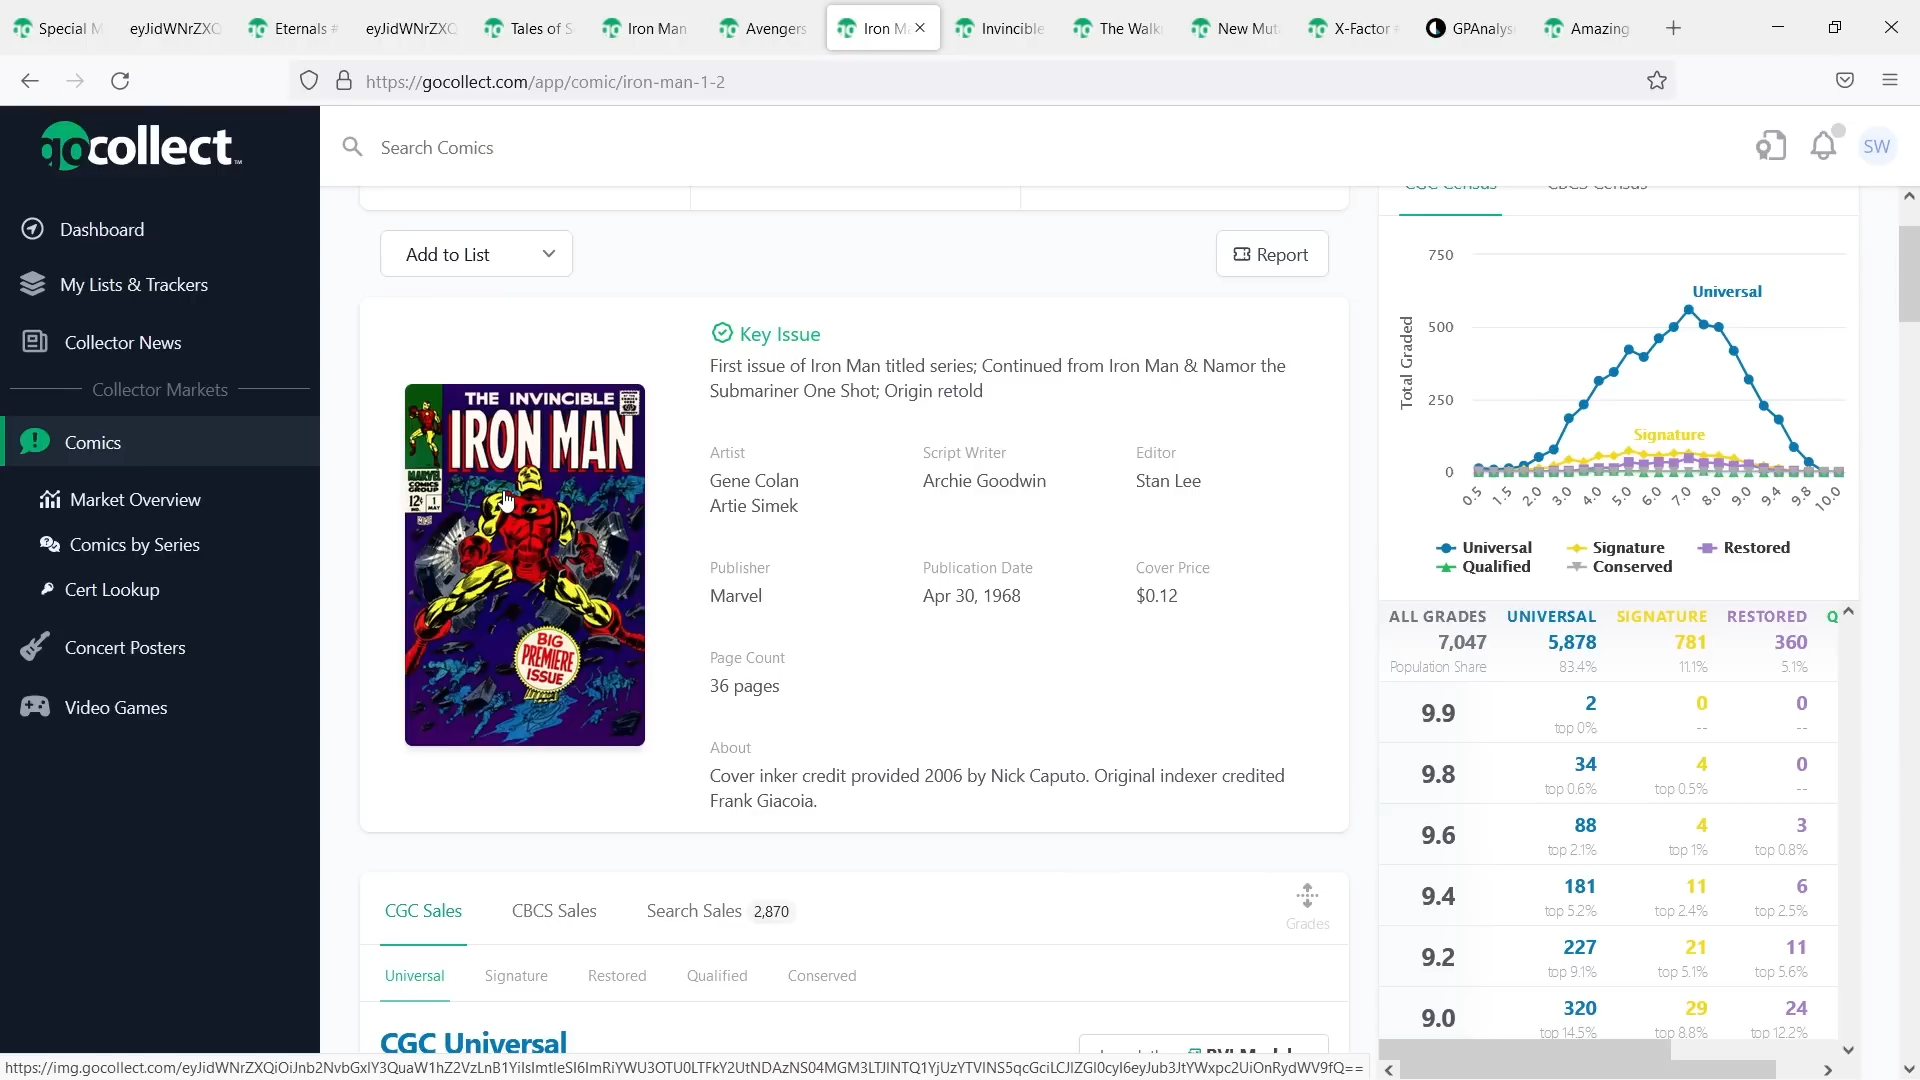 Special M
eyJidWNrZXQ
Eternals #
eyJidWNrZXQ
Tales of S
Iron Man
Avengers
Iron M
Invincible
The Walk
New Mut
X-Factor #
GPAnalys
Amazing
https://gocollect.com/app/comic/iron-man-1-2
gocollect™
Search Comics
SW
Dashboard
My Lists & Trackers
Collector News
Collector Markets
Comics
Market Overview
Comics by Series
Cert Lookup
Concert Posters
Video Games
Add to List
Report
Key Issue
First issue of Iron Man titled series; Continued from Iron Man & Namor the
Submariner One Shot; Origin retold
THE INVINCIBLE
IRON MAN
MARVEL
COMICS
GROUP
12¢ 1
MAY
BIG
PREMIERE
ISSUE
Artist
Gene Colan
Artie Simek
Script Writer
Archie Goodwin
Editor
Stan Lee
Publisher
Marvel
Publication Date
Apr 30, 1968
Cover Price
$0.12
Page Count
36 pages
About
Cover inker credit provided 2006 by Nick Caputo. Original indexer credited
Frank Giacoia.
CGC Sales
CBCS Sales
Search Sales 2,870
Grades
Universal
Signature
Restored
Qualified
Conserved
CGC Universal
CGC Census
CBCS Census
Total Graded
750
500
250
0
Universal
Signature
0.5 1.5 2.0 3.0 4.0 5.0 6.0 7.0 8.0 9.0 9.4 9.8 10.0
Universal Signature Restored
Qualified Conserved
ALL GRADES UNIVERSAL SIGNATURE RESTORED Q
7,047 5,878 781 360
Population Share 83.4% 11.1% 5.1%
9.9 2 0 0
top 0% -- --
9.8 34 4 0
top 0.6% top 0.5% --
9.6 88 4 3
top 2.1% top 1% top 0.8%
9.4 181 11 6
top 5.2% top 2.4% top 2.5%
9.2 227 21 11
top 9.1% top 5.1% top 5.6%
9.0 320 29 24
top 14.5% top 8.8% top 12.2%